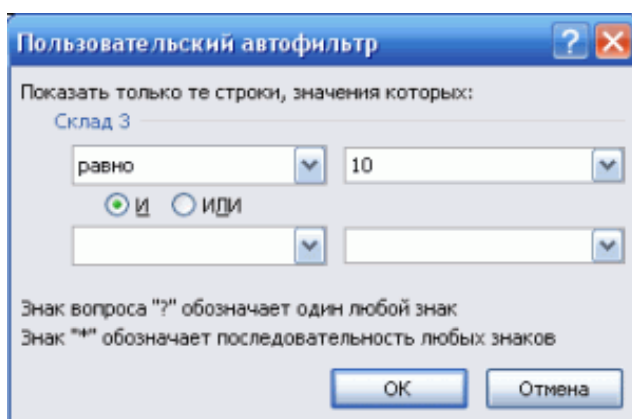 Пользовательский автофильтр
Показать только те строки, значения которых:
Склад 3
равно 10
И ИЛИ
Знак вопроса "?" обозначает один любой знак
Знак "*" обозначает последовательность любых знаков
ОК Отмена